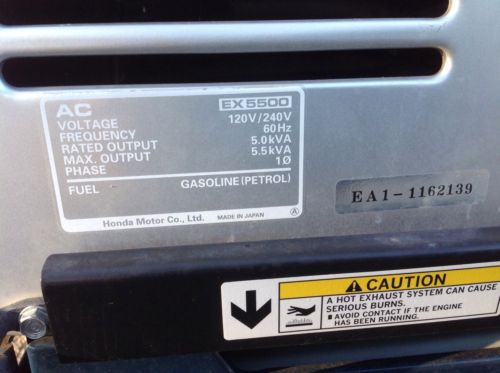 AC EX5500
VOLTAGE 120V/240V
FREQUENCY 60Hz
RATED OUTPUT 5.0kVA
MAX. OUTPUT 5.5kVA
PHASE 1Ø
FUEL GASOLINE(PETROL)
Honda Motor Co., Ltd. MADE IN JAPAN Ⓐ
EA1-1162139
CAUTION
A HOT EXHAUST SYSTEM CAN CAUSE
SERIOUS BURNS.
● AVOID CONTACT IF THE ENGINE
HAS BEEN RUNNING.